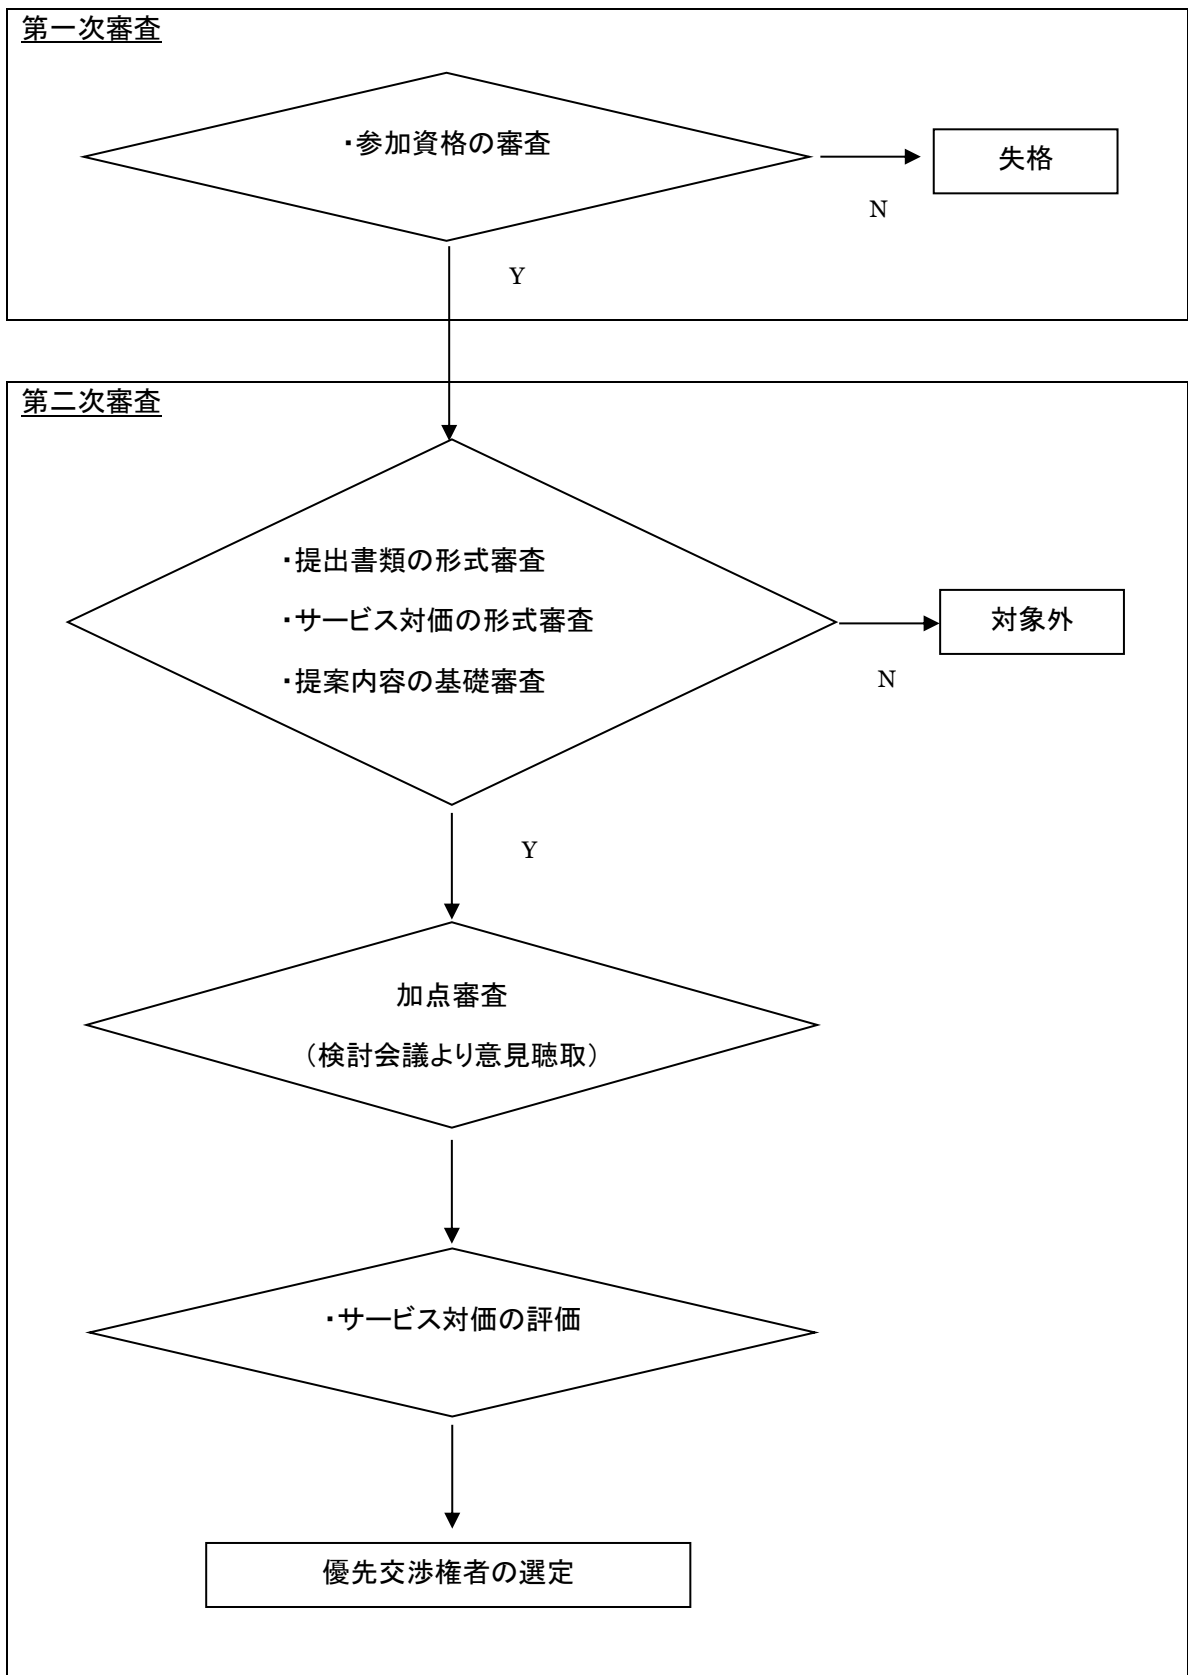 第一次審査
・参加資格の審査
失格
N
Y
第二次審査
・提出書類の形式審査
・サービス対価の形式審査
・提案内容の基礎審査
対象外
N
Y
加点審査
（検討会議より意見聴取）
・サービス対価の評価
優先交渉権者の選定